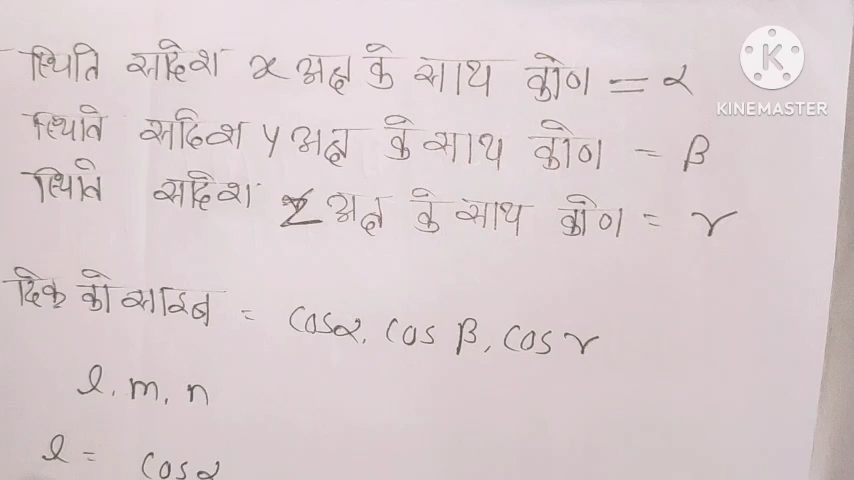 स्थिति सदिश x अक्ष के साथ कोण = α
KINEMASTER
स्थिति सदिश y अक्ष के साथ कोण = β
स्थिति सदिश z अक्ष के साथ कोण = γ
दिक् कोसाइन = cosα, cos β, cos γ
l, m, n
l = cosα